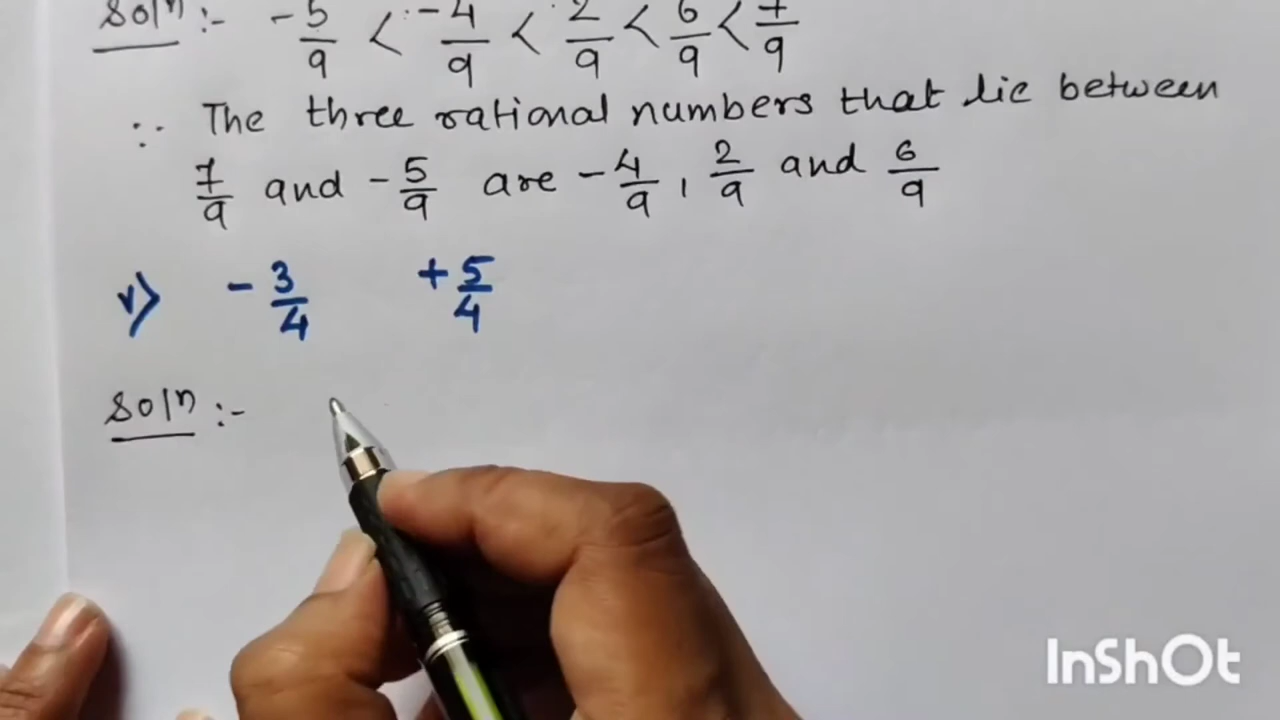 Soln :- -5/9 < -4/9 < 2/9 < 6/9 < 7/9
∴ The three rational numbers that lie between
7/9 and -5/9 are -4/9, 2/9 and 6/9
v) -3/4 +5/4
Soln :-
InShOt